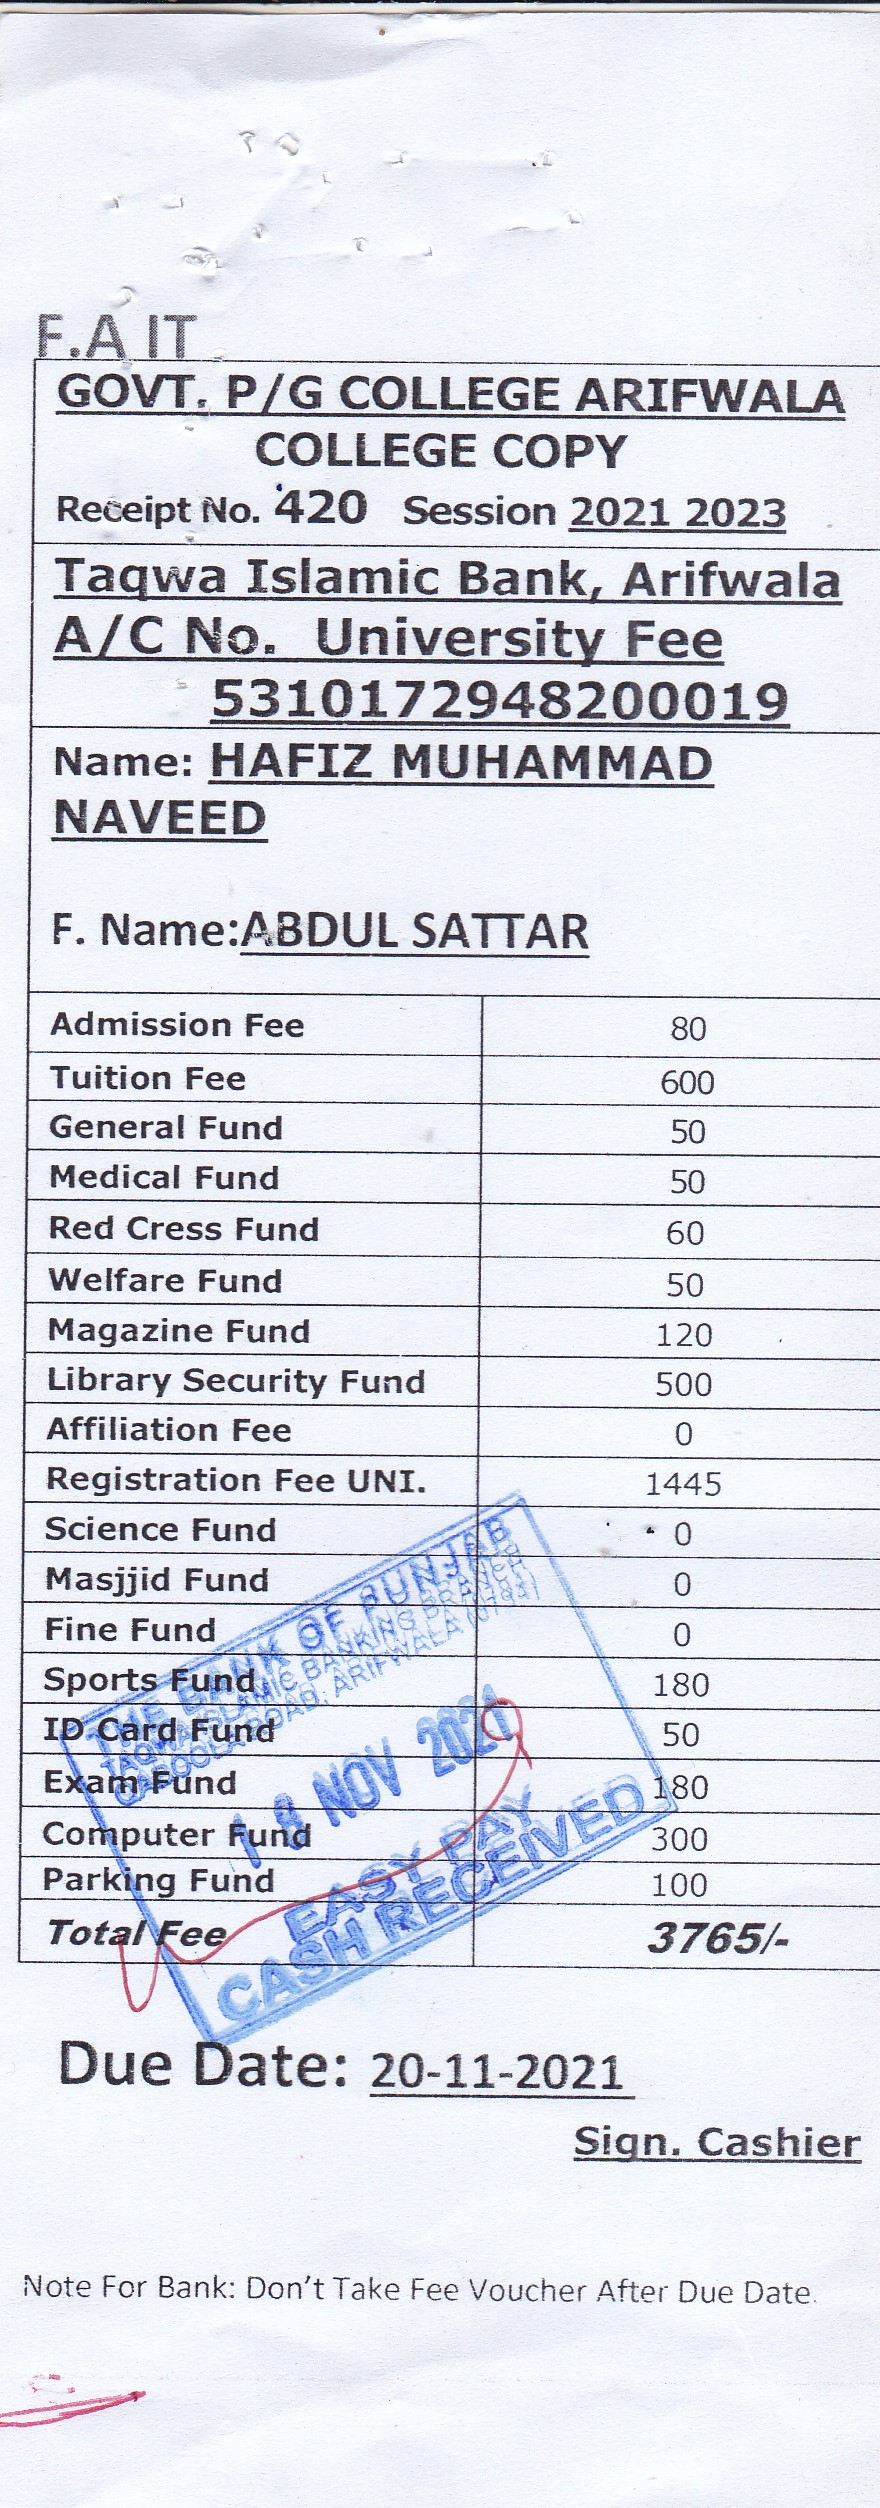 F.A IT
GOVT. P/G COLLEGE ARIFWALA
COLLEGE COPY
Receipt No. 420 Session 2021 2023
Taqwa Islamic Bank, Arifwala
A/C No. University Fee
5310172948200019
Name: HAFIZ MUHAMMAD
NAVEED
F. Name:ABDUL SATTAR
Admission Fee 80
Tuition Fee 600
General Fund 50
Medical Fund 50
Red Cress Fund 60
Welfare Fund 50
Magazine Fund 120
Library Security Fund 500
Affiliation Fee 0
Registration Fee UNI. 1445
Science Fund 0
Masjjid Fund 0
Fine Fund 0
Sports Fund 180
ID Card Fund 50
Exam Fund 180
Computer Fund 300
Parking Fund 100
Total Fee 3765/-
THE BANK OF PUNJAB
TAQWA ISLAMIC BANKING BRANCH
ROAD, ARIFWALA
18 NOV 2021
EASY PAY
CASH RECEIVED
Due Date: 20-11-2021
Sign. Cashier
Note For Bank: Don't Take Fee Voucher After Due Date.